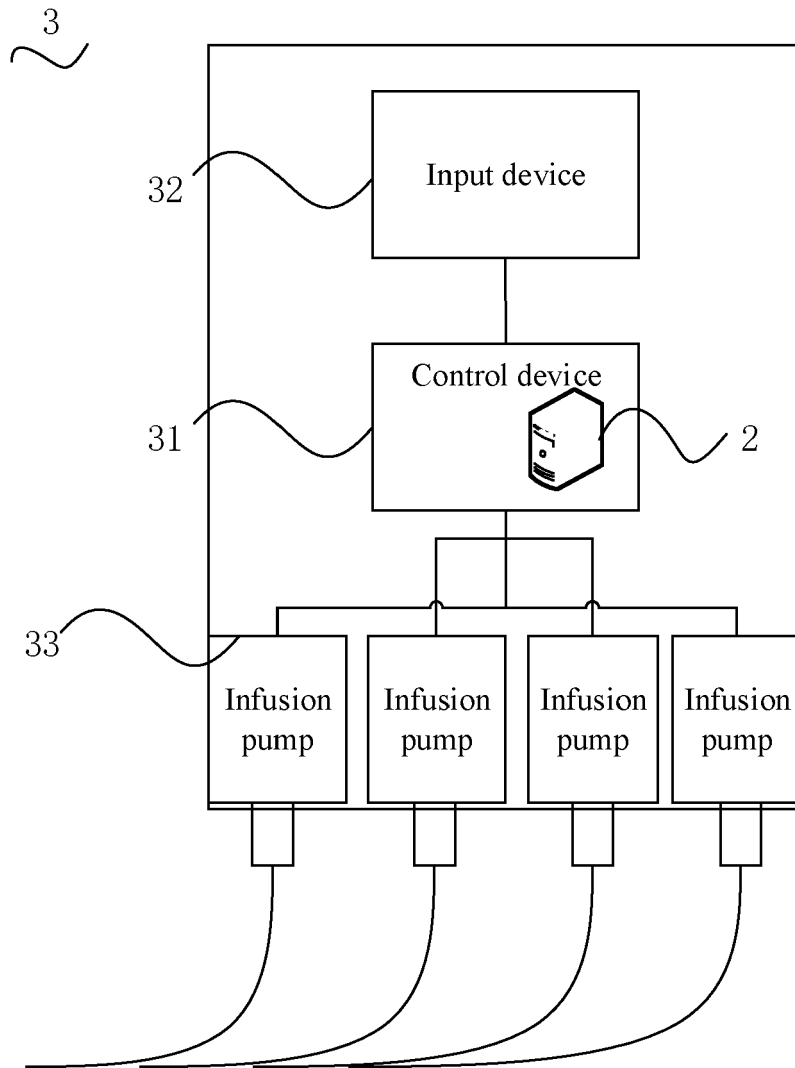 3
Input device
32
Control device
31
2
33
Infusion
pump
Infusion
pump
Infusion
pump
Infusion
pump